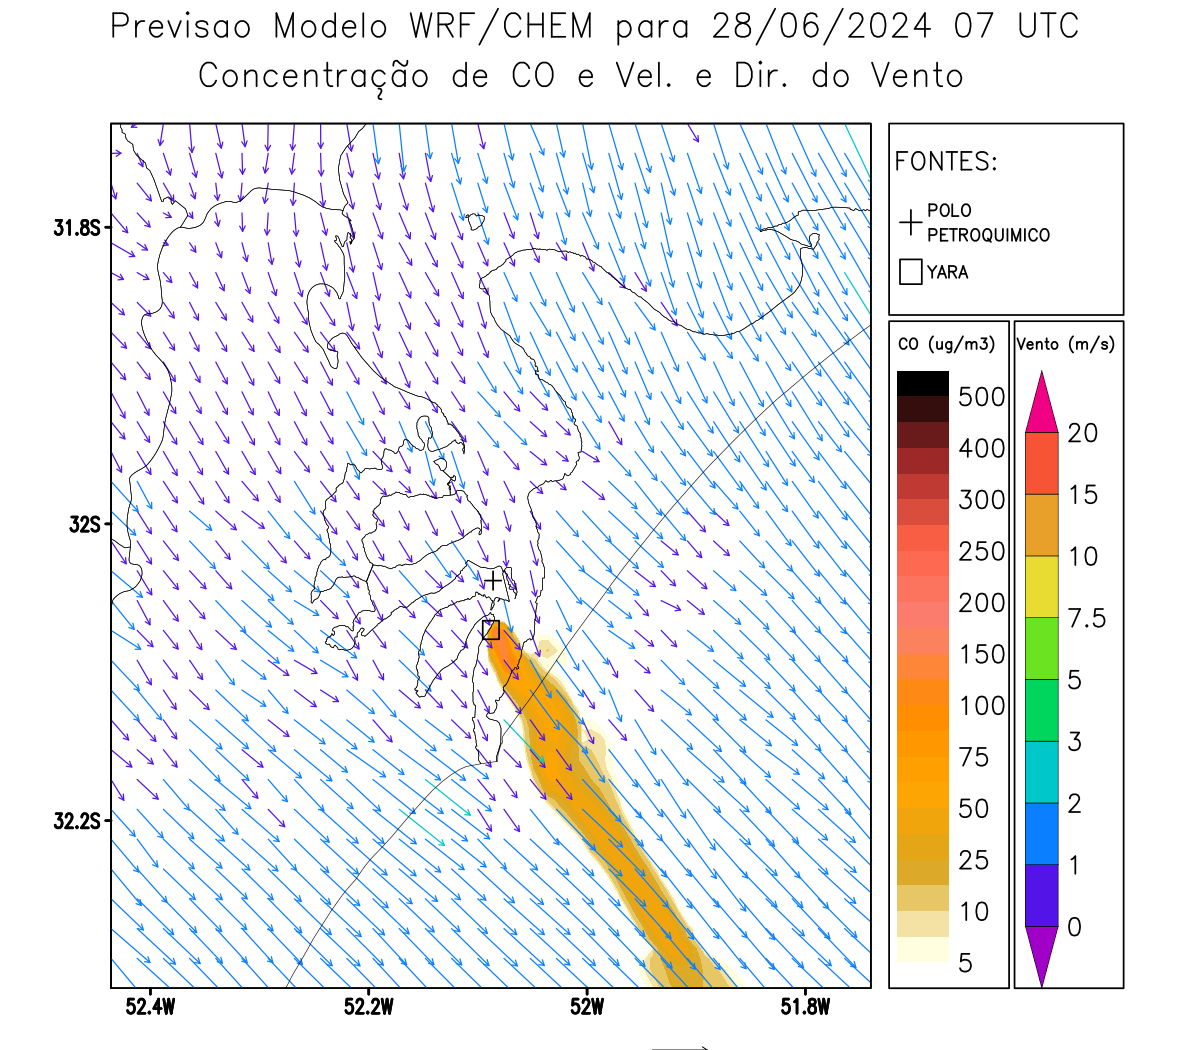 Previsao Modelo WRF/CHEM para 28/06/2024 07 UTC
Concentração de CO e Vel. e Dir. do Vento
FONTES:
POLO
PETROQUIMICO
YARA
CO (ug/m3)
500
400
300
250
200
150
100
75
50
25
10
5
Vento (m/s)
20
15
10
7.5
5
3
2
1
0
31.8S
32S
32.2S
52.4W
52.2W
52W
51.8W